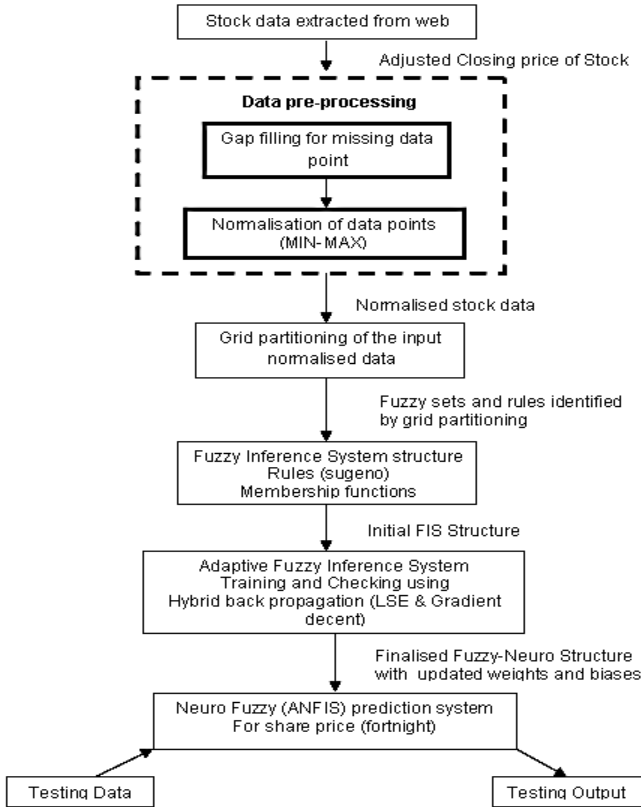 Stock data extracted from web
Adjusted Closing price of Stock
Data pre-processing
Gap filling for missing data
point
Normalisation of data points
(MIN-MAX)
Normalised stock data
Grid partitioning of the input
normalised data
Fuzzy sets and rules identified
by grid partitioning
Fuzzy Inference System structure
Rules (sugeno)
Membership functions
Initial FIS Structure
Adaptive Fuzzy Inference System
Training and Checking using
Hybrid back propagation (LSE & Gradient
decent)
Finalised Fuzzy-Neuro Structure
with updated weights and biases
Neuro Fuzzy (ANFIS) prediction system
For share price (fortnight)
Testing Data
Testing Output